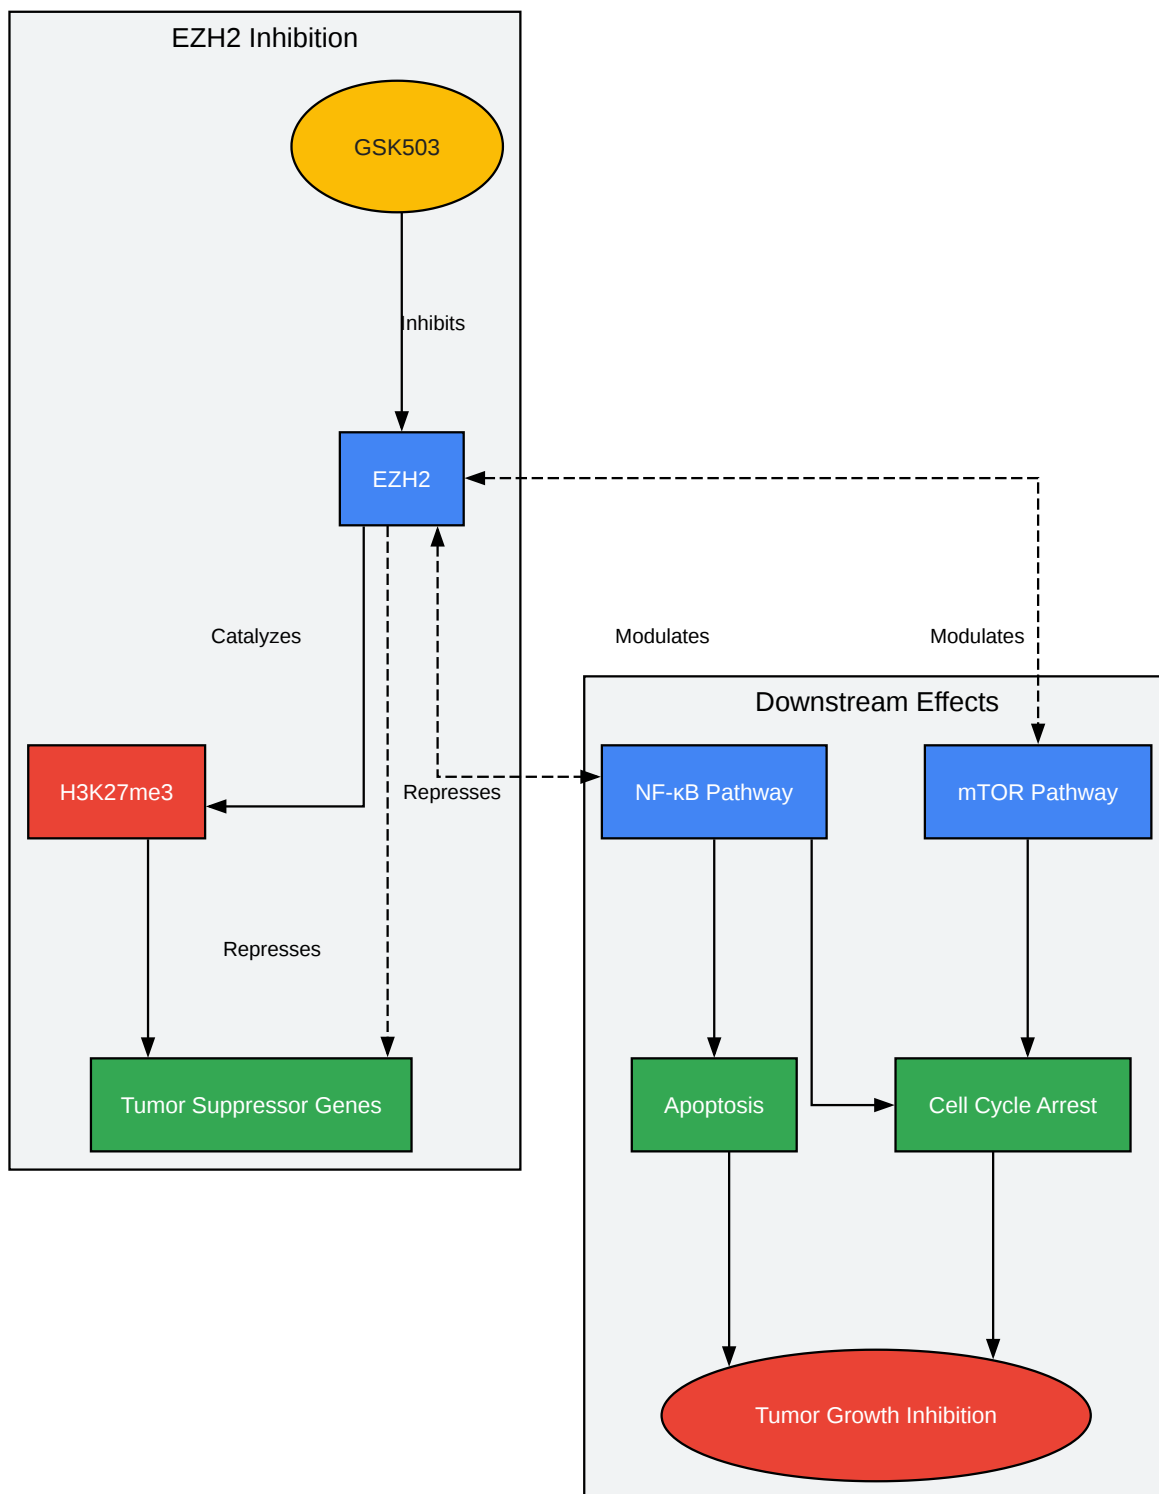 EZH2 Inhibition
GSK503
Inhibits
EZH2
Catalyzes
Modulates
Modulates
Downstream Effects
H3K27me3
Represses
NF-κB Pathway
mTOR Pathway
Represses
Tumor Suppressor Genes
Apoptosis
Cell Cycle Arrest
Tumor Growth Inhibition